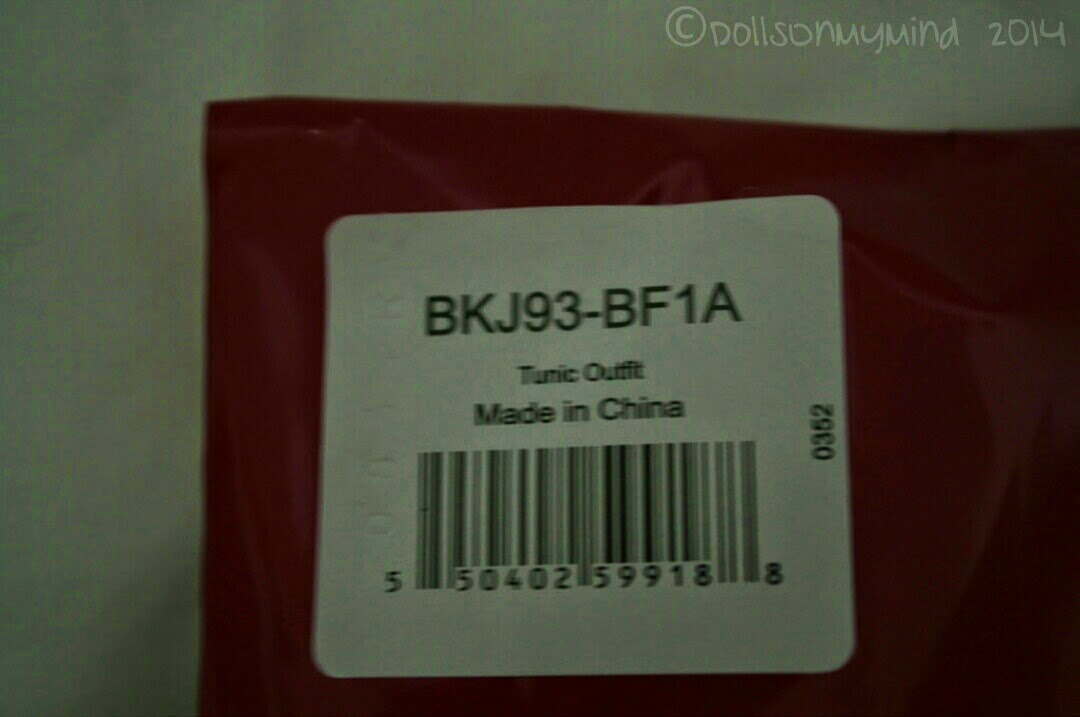 ©Dollsonmymind 2014
BKJ93-BF1A
Tunic Outfit
Made in China
0352
5 50402 59918 8